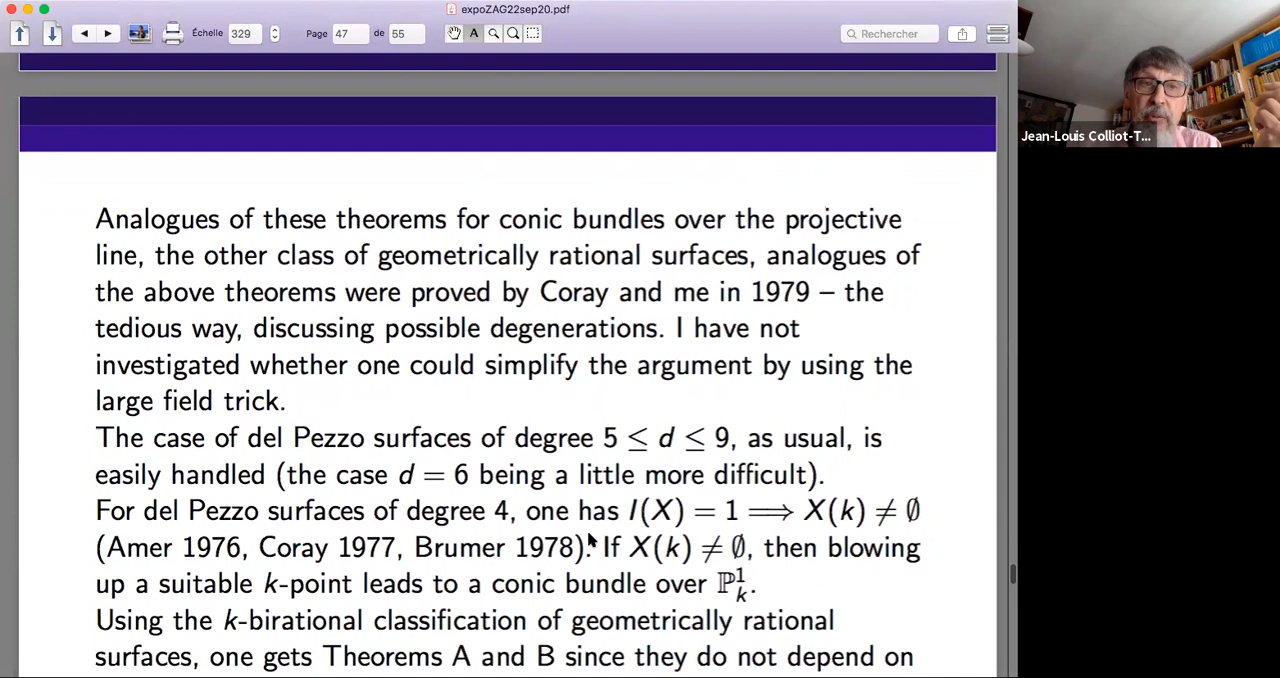 expoZAG22sep20.pdf
Échelle 329 Page 47 de 55 Rechercher
Jean-Louis Colliot-T...
Analogues of these theorems for conic bundles over the projective
line, the other class of geometrically rational surfaces, analogues of
the above theorems were proved by Coray and me in 1979 – the
tedious way, discussing possible degenerations. I have not
investigated whether one could simplify the argument by using the
large field trick.
The case of del Pezzo surfaces of degree 5 ≤ d ≤ 9, as usual, is
easily handled (the case d = 6 being a little more difficult).
For del Pezzo surfaces of degree 4, one has I(X) = 1 ⟹ X(k) ≠ ∅
(Amer 1976, Coray 1977, Brumer 1978). If X(k) ≠ ∅, then blowing
up a suitable k-point leads to a conic bundle over ℙ¹ₖ.
Using the k-birational classification of geometrically rational
surfaces, one gets Theorems A and B since they do not depend on